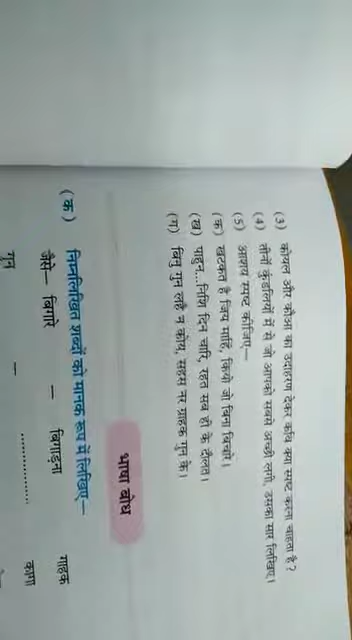 (3) कोयल और कौआ का उदाहरण देकर कवि क्या स्पष्ट करना चाहता है?
(4) तीनों कुंडलियों में से जो आपको सबसे अच्छी लगी, उसका सार लिखिए।
(5) आशय स्पष्ट कीजिए—
(क) खटकत है जिय माहिं, कियो जो बिना बिचारे।
(ख) पाहुन...निशि दिन चारि, रहत सब ही के दौलत।
(ग) बिनु गुन लहै न कोय, सहस नर ग्राहक गुन के।
भाषा बोध
(क) निम्नलिखित शब्दों को मानक रूप में लिखिए—
जैसे— बिगारे — बिगाड़ना गाहक
गुन — .............. कागा